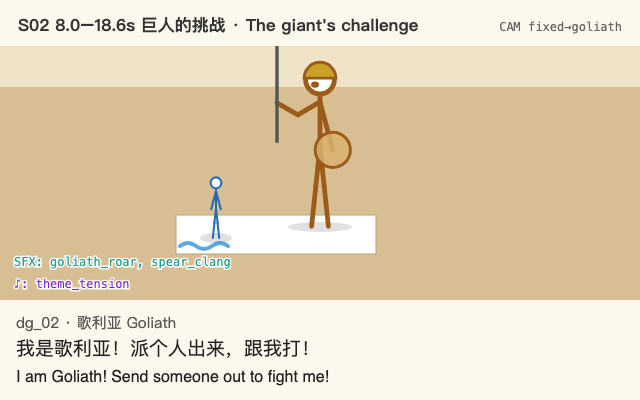 S02 8.0—18.6s 巨人的挑战 · The giant's challenge
CAM fixed→goliath
SFX: goliath_roar, spear_clang
♪: theme_tension
dg_02 · 歌利亚 Goliath
我是歌利亚！派个人出来，跟我打！
I am Goliath! Send someone out to fight me!